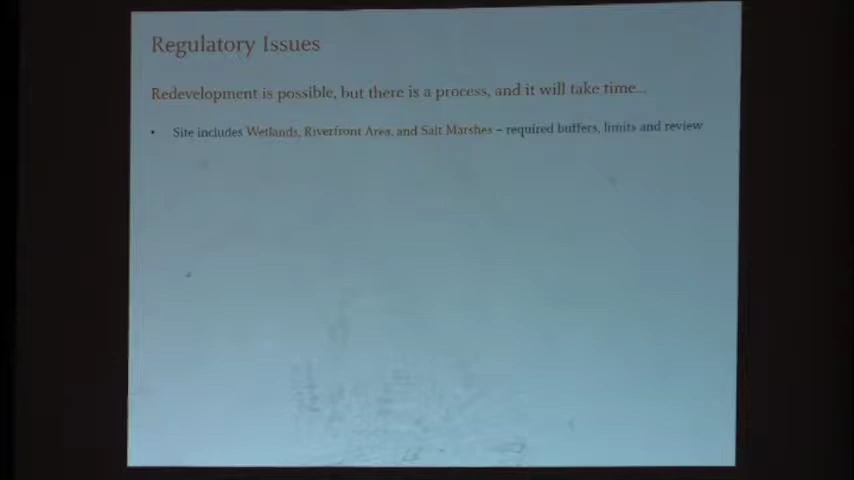 Regulatory Issues
Redevelopment is possible, but there is a process, and it will take time...
• Site includes Wetlands, Riverfront Area, and Salt Marshes – required buffers, limits and review